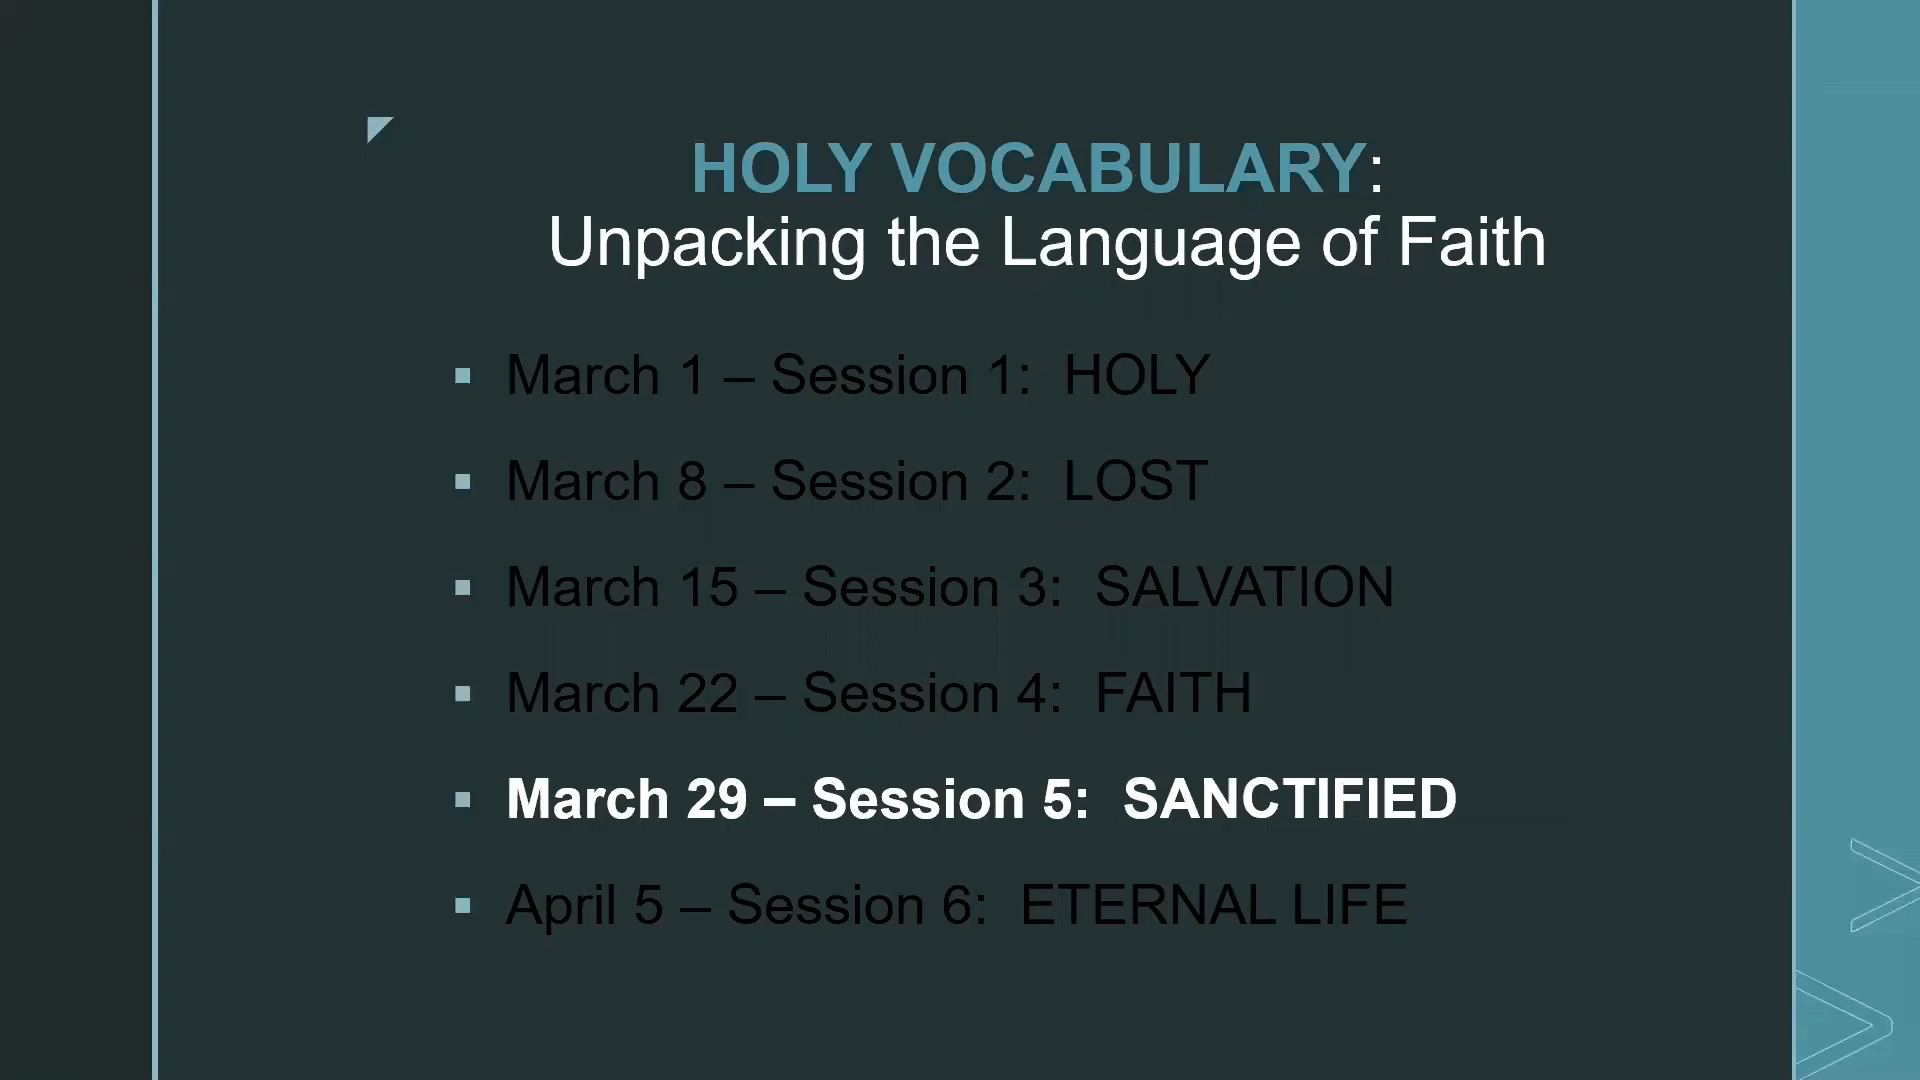 HOLY VOCABULARY:
Unpacking the Language of Faith
▪ March 1 – Session 1:  HOLY
▪ March 8 – Session 2:  LOST
▪ March 15 – Session 3:  SALVATION
▪ March 22 – Session 4:  FAITH
▪ March 29 – Session 5:  SANCTIFIED
▪ April 5 – Session 6:  ETERNAL LIFE